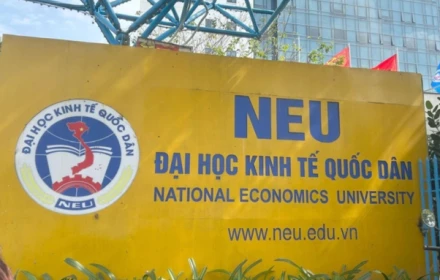 ĐẠI HỌC KINH TẾ QUỐC DÂN
NEU
NEU
ĐẠI HỌC KINH TẾ QUỐC DÂN
NATIONAL ECONOMICS UNIVERSITY
www.neu.edu.vn